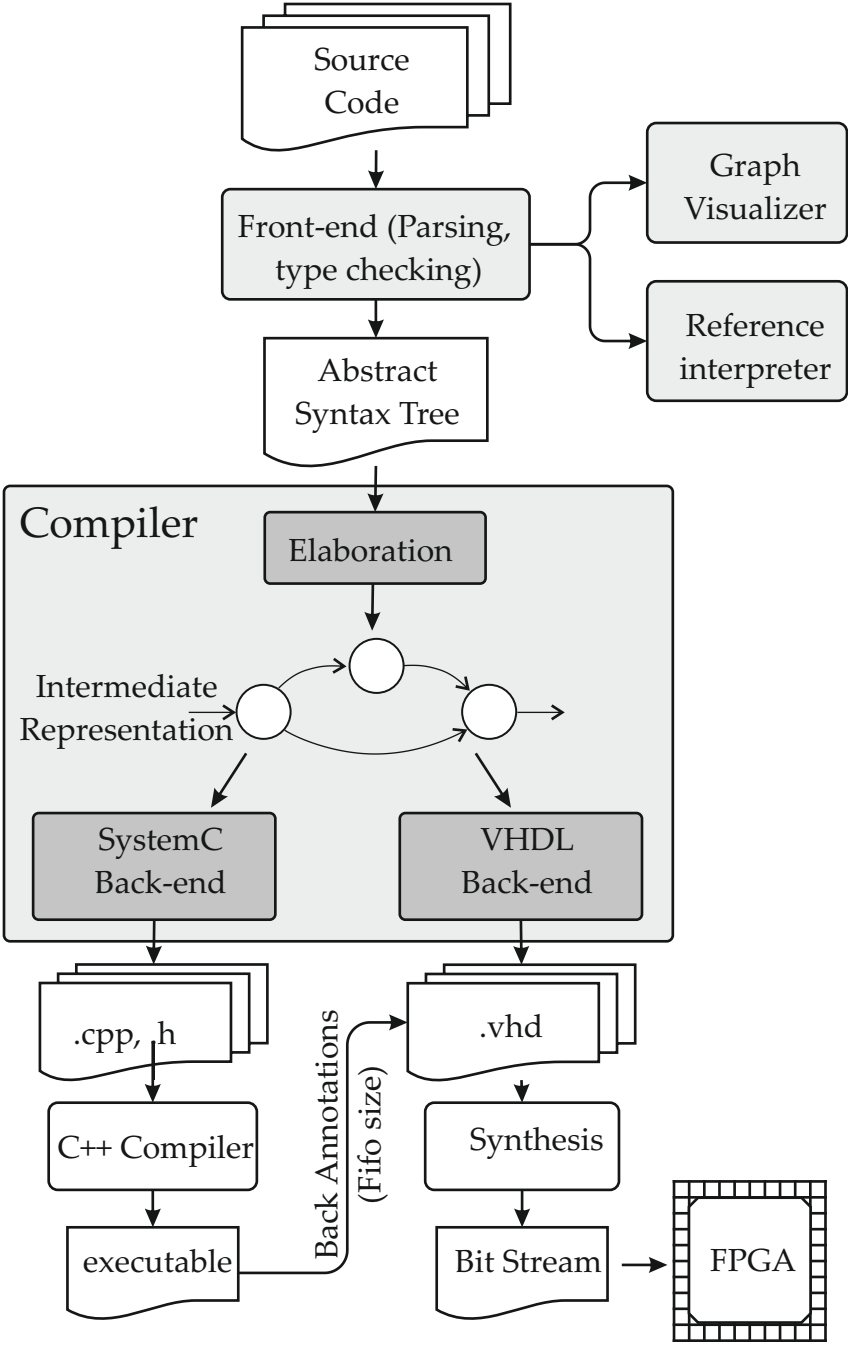 Source
Code
Graph
Visualizer
Front-end (Parsing,
type checking)
Reference
interpreter
Abstract
Syntax Tree
Compiler
Elaboration
Intermediate
Representation
SystemC
Back-end
VHDL
Back-end
.cpp, .h
.vhd
Back Annotations
(Fifo size)
C++ Compiler
Synthesis
executable
Bit Stream
FPGA